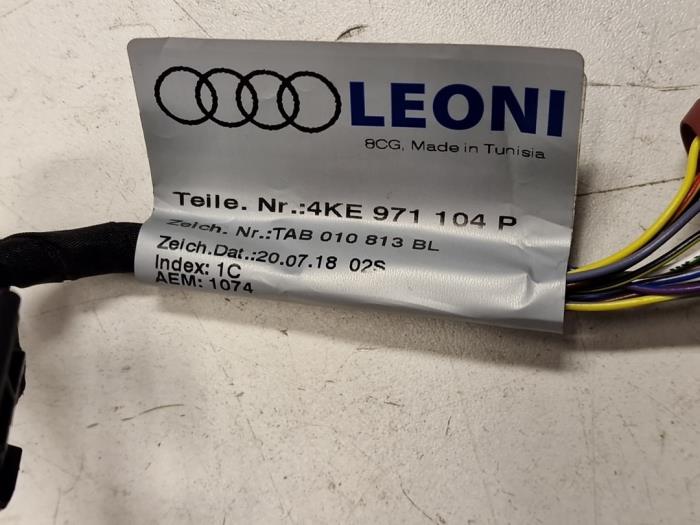 LEONI
8CG, Made in Tunisia
Teile. Nr.:4KE 971 104 P
Zeich. Nr.:TAB 010 813 BL
Zeich.Dat.:20.07.18 02S
Index: 1C
AEM: 1074